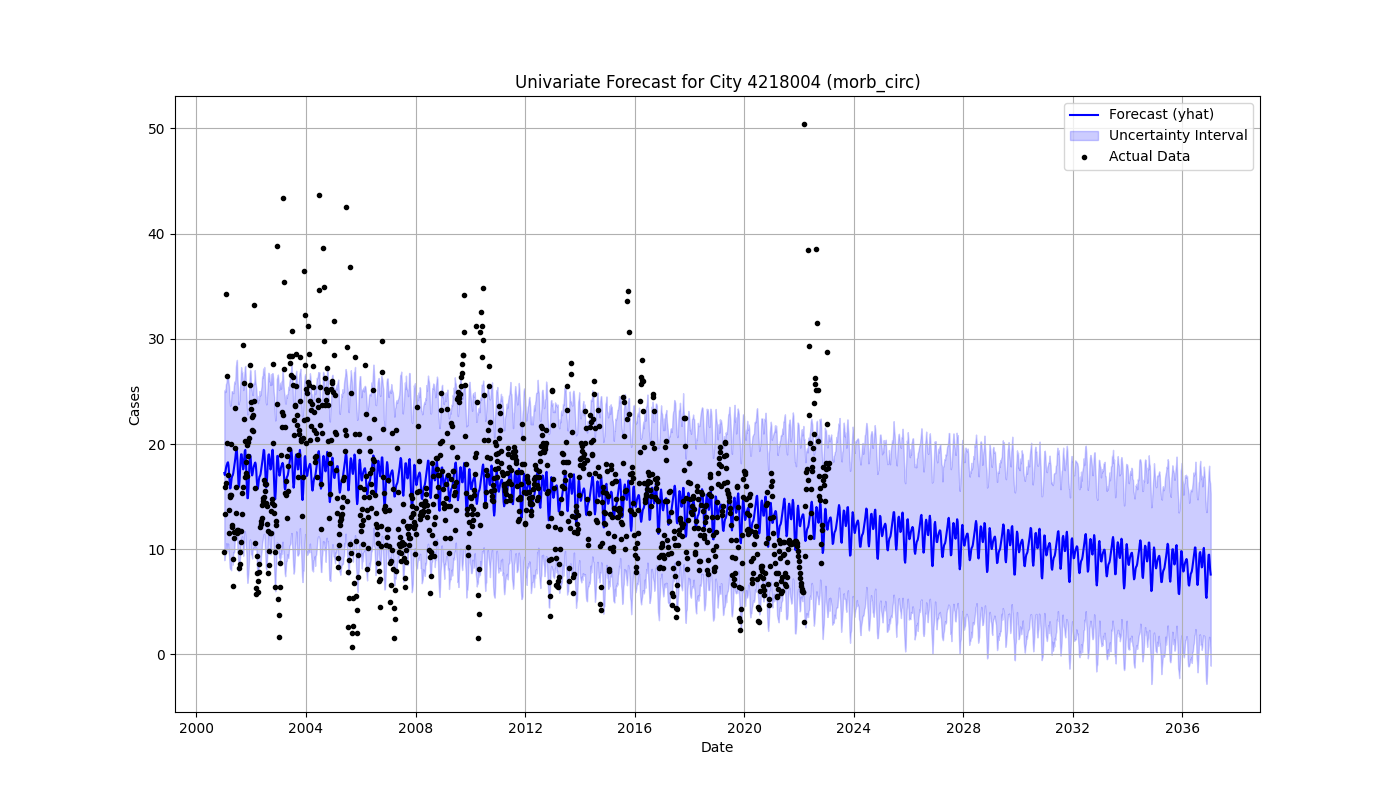 Univariate Forecast for City 4218004 (morb_circ)
Forecast (yhat)
Uncertainty Interval
Actual Data
50
40
30
20
10
0
Cases
2000 2004 2008 2012 2016 2020 2024 2028 2032 2036
Date